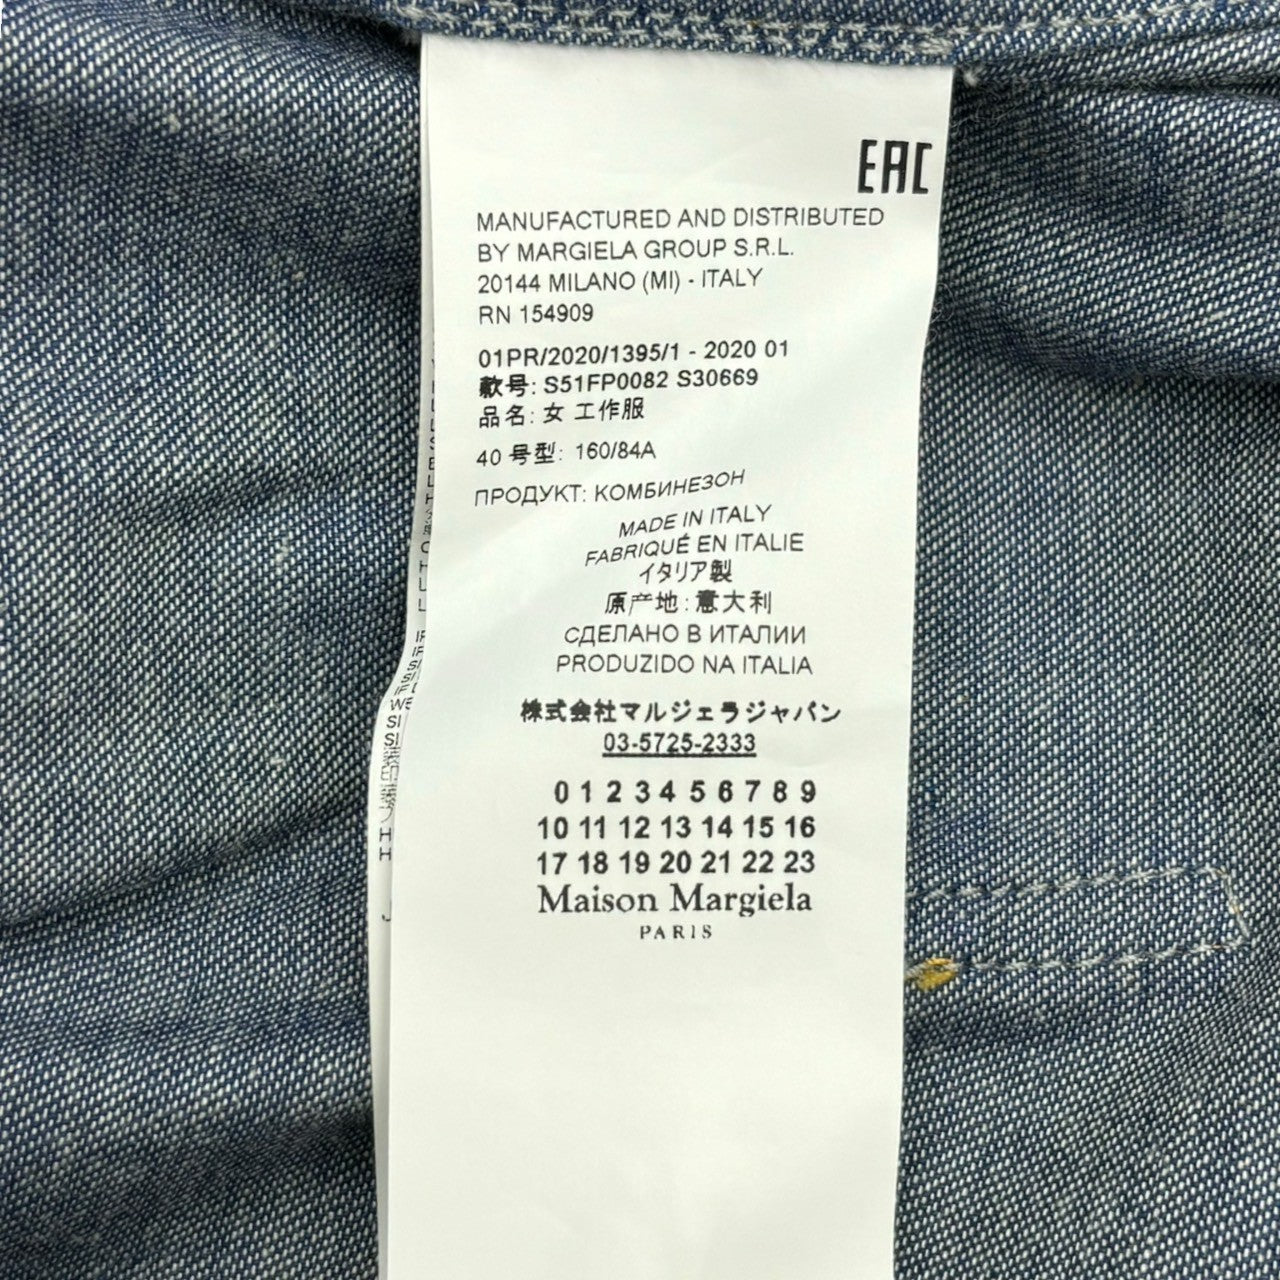 EAC
MANUFACTURED AND DISTRIBUTED
BY MARGIELA GROUP S.R.L.
20144 MILANO (MI) - ITALY
RN 154909
01PR/2020/1395/1 - 2020 01
款号: S51FP0082 S30669
品名: 女 工作服
40 号型: 160/84A
ПРОДУКТ: КОМБИНЕЗОН
MADE IN ITALY
FABRIQUÉ EN ITALIE
イタリア製
原产地: 意大利
СДЕЛАНО В ИТАЛИИ
PRODUZIDO NA ITALIA
株式会社マルジェラジャパン
03-5725-2333
0 1 2 3 4 5 6 7 8 9
10 11 12 13 14 15 16
17 18 19 20 21 22 23
Maison Margiela
PARIS